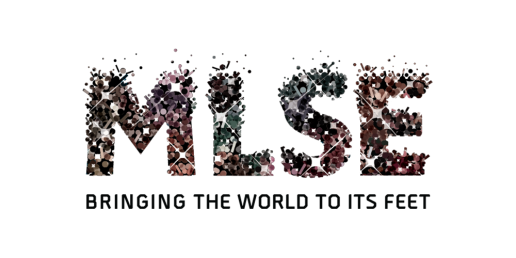 MLSE
BRINGING THE WORLD TO ITS FEET